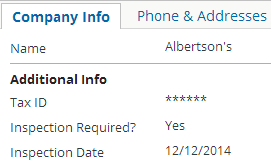 Company Info Phone & Addresses
Name Albertson's
Additional Info
Tax ID ******
Inspection Required? Yes
Inspection Date 12/12/2014